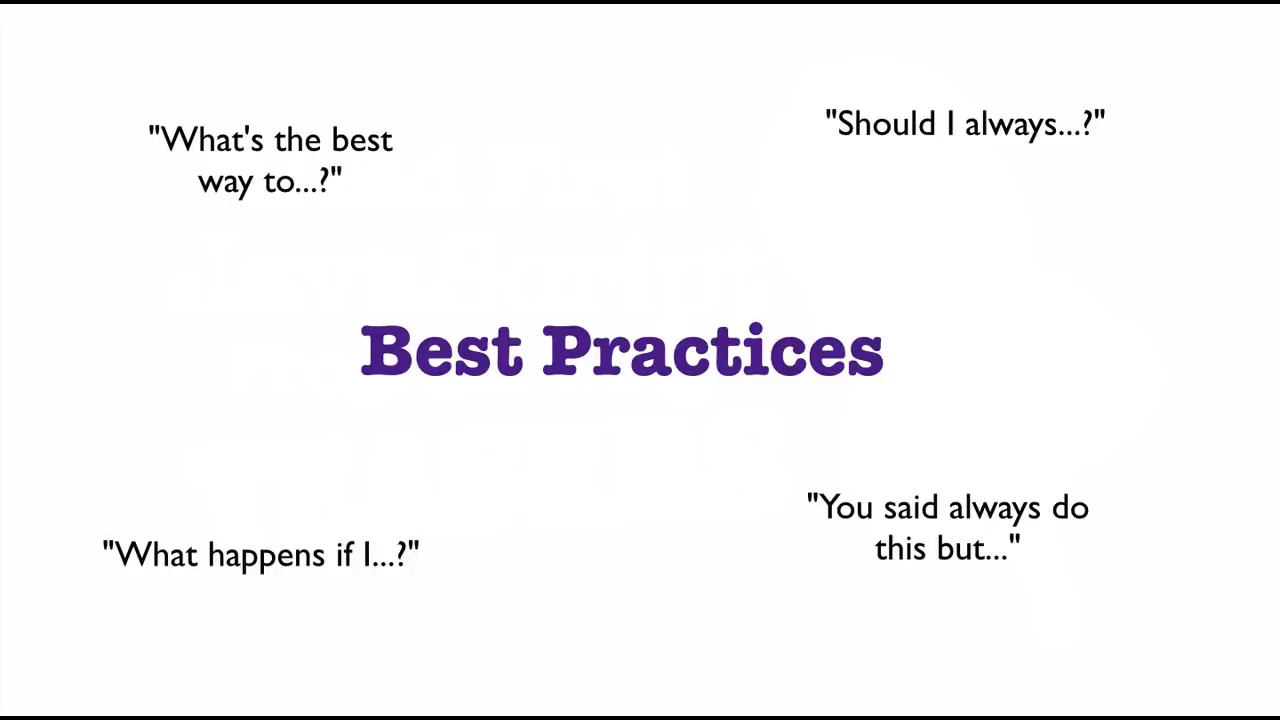 "What's the best
way to...?"
"Should I always...?"
Best Practices
"What happens if I...?"
"You said always do
this but..."